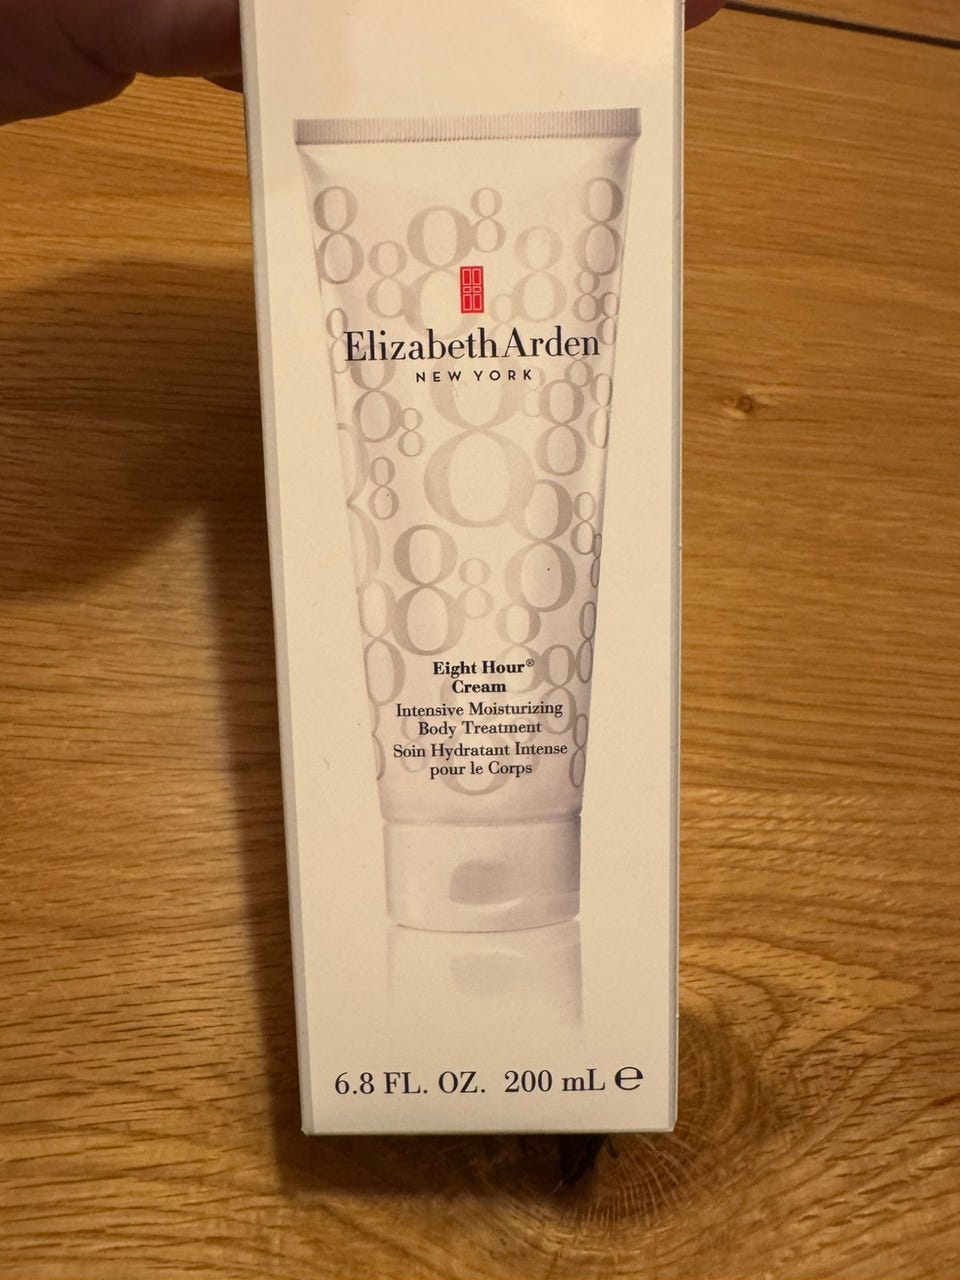 Elizabeth Arden
NEW YORK
Eight Hour®
Cream
Intensive Moisturizing
Body Treatment
Soin Hydratant Intense
pour le Corps
6.8 FL. OZ. 200 mL ℮